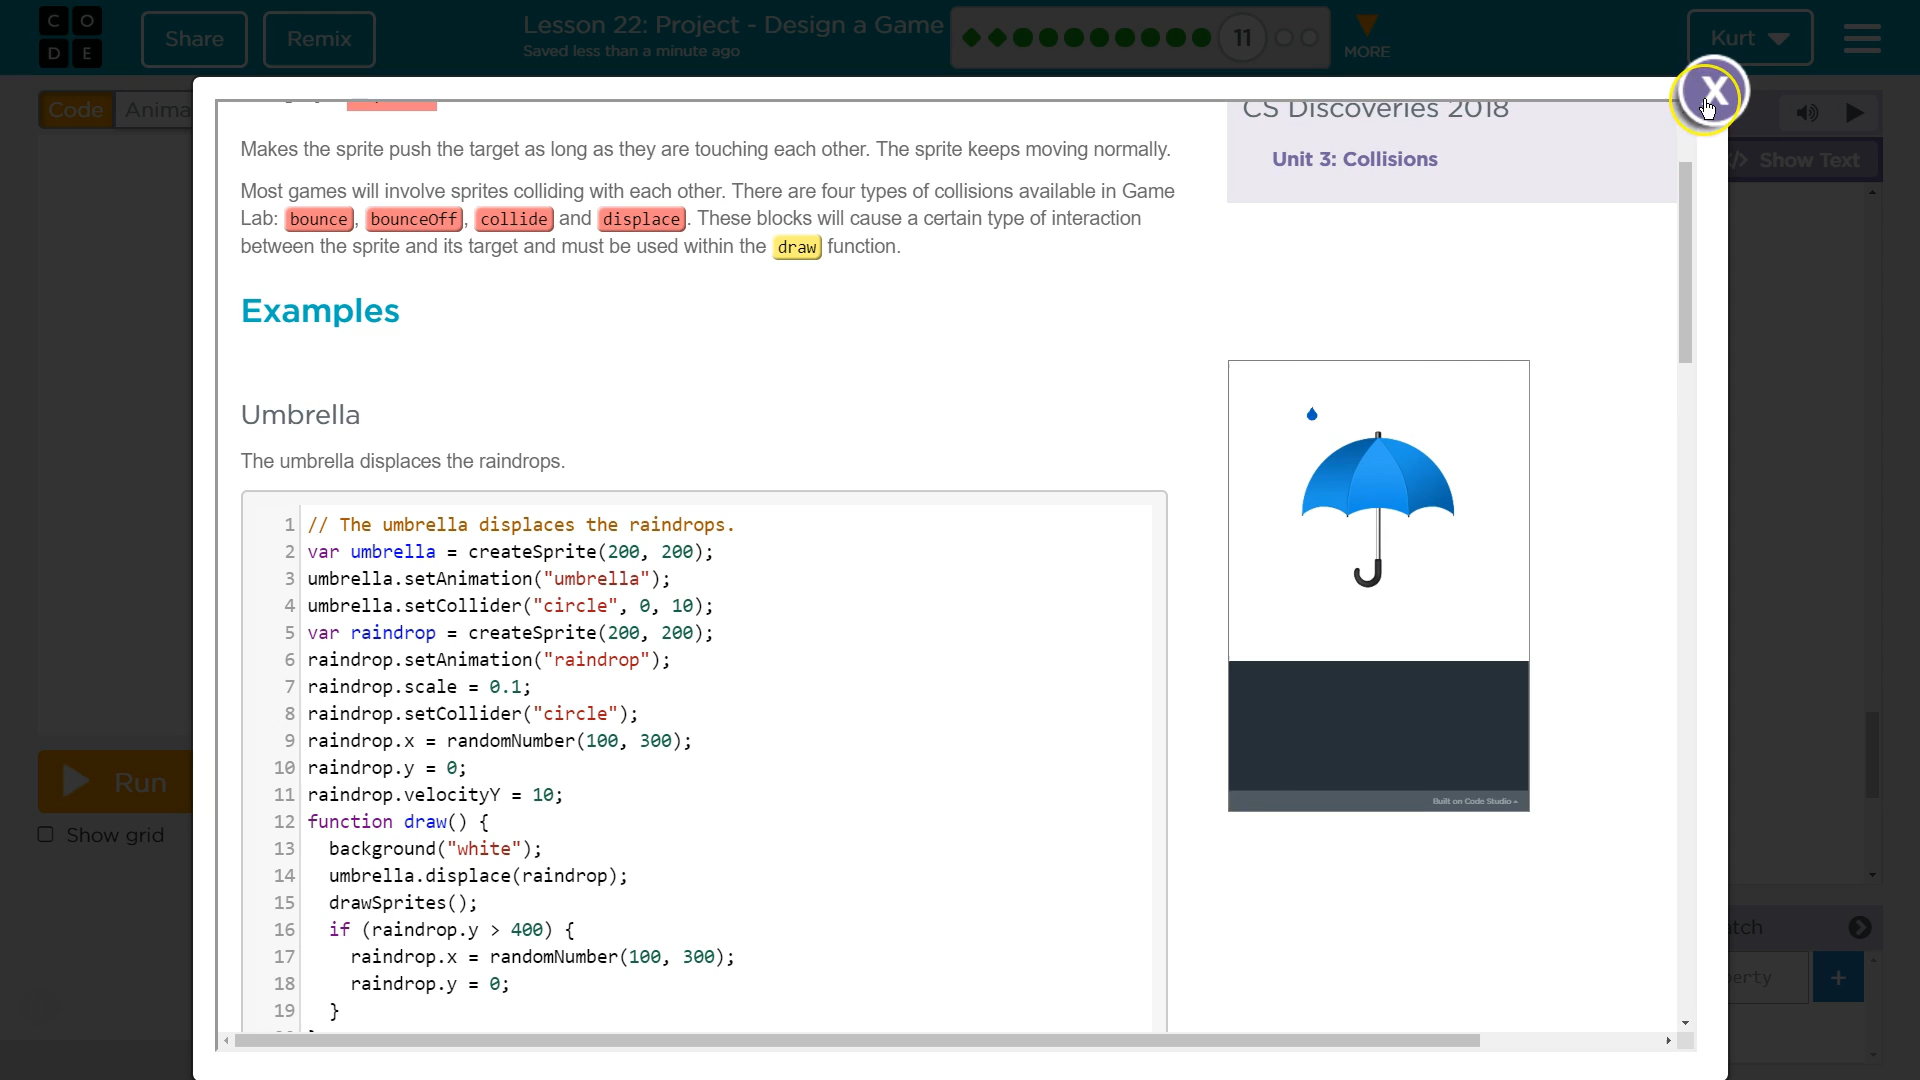 C O
D E
Share
Remix
Lesson 22: Project - Design a Game
Saved less than a minute ago
11
MORE
Kurt
X
Code
Anima
Show Text
CS Discoveries 2018
Unit 3: Collisions
Makes the sprite push the target as long as they are touching each other. The sprite keeps moving normally.
Most games will involve sprites colliding with each other. There are four types of collisions available in Game
Lab: bounce, bounceOff, collide and displace. These blocks will cause a certain type of interaction
between the sprite and its target and must be used within the draw function.
Examples
Umbrella
The umbrella displaces the raindrops.
1 // The umbrella displaces the raindrops.
2 var umbrella = createSprite(200, 200);
3 umbrella.setAnimation("umbrella");
4 umbrella.setCollider("circle", 0, 10);
5 var raindrop = createSprite(200, 200);
6 raindrop.setAnimation("raindrop");
7 raindrop.scale = 0.1;
8 raindrop.setCollider("circle");
9 raindrop.x = randomNumber(100, 300);
10 raindrop.y = 0;
11 raindrop.velocityY = 10;
12 function draw() {
13 background("white");
14 umbrella.displace(raindrop);
15 drawSprites();
16 if (raindrop.y > 400) {
17 raindrop.x = randomNumber(100, 300);
18 raindrop.y = 0;
19 }
Built on Code Studio
Run
Show grid
tch
erty
+